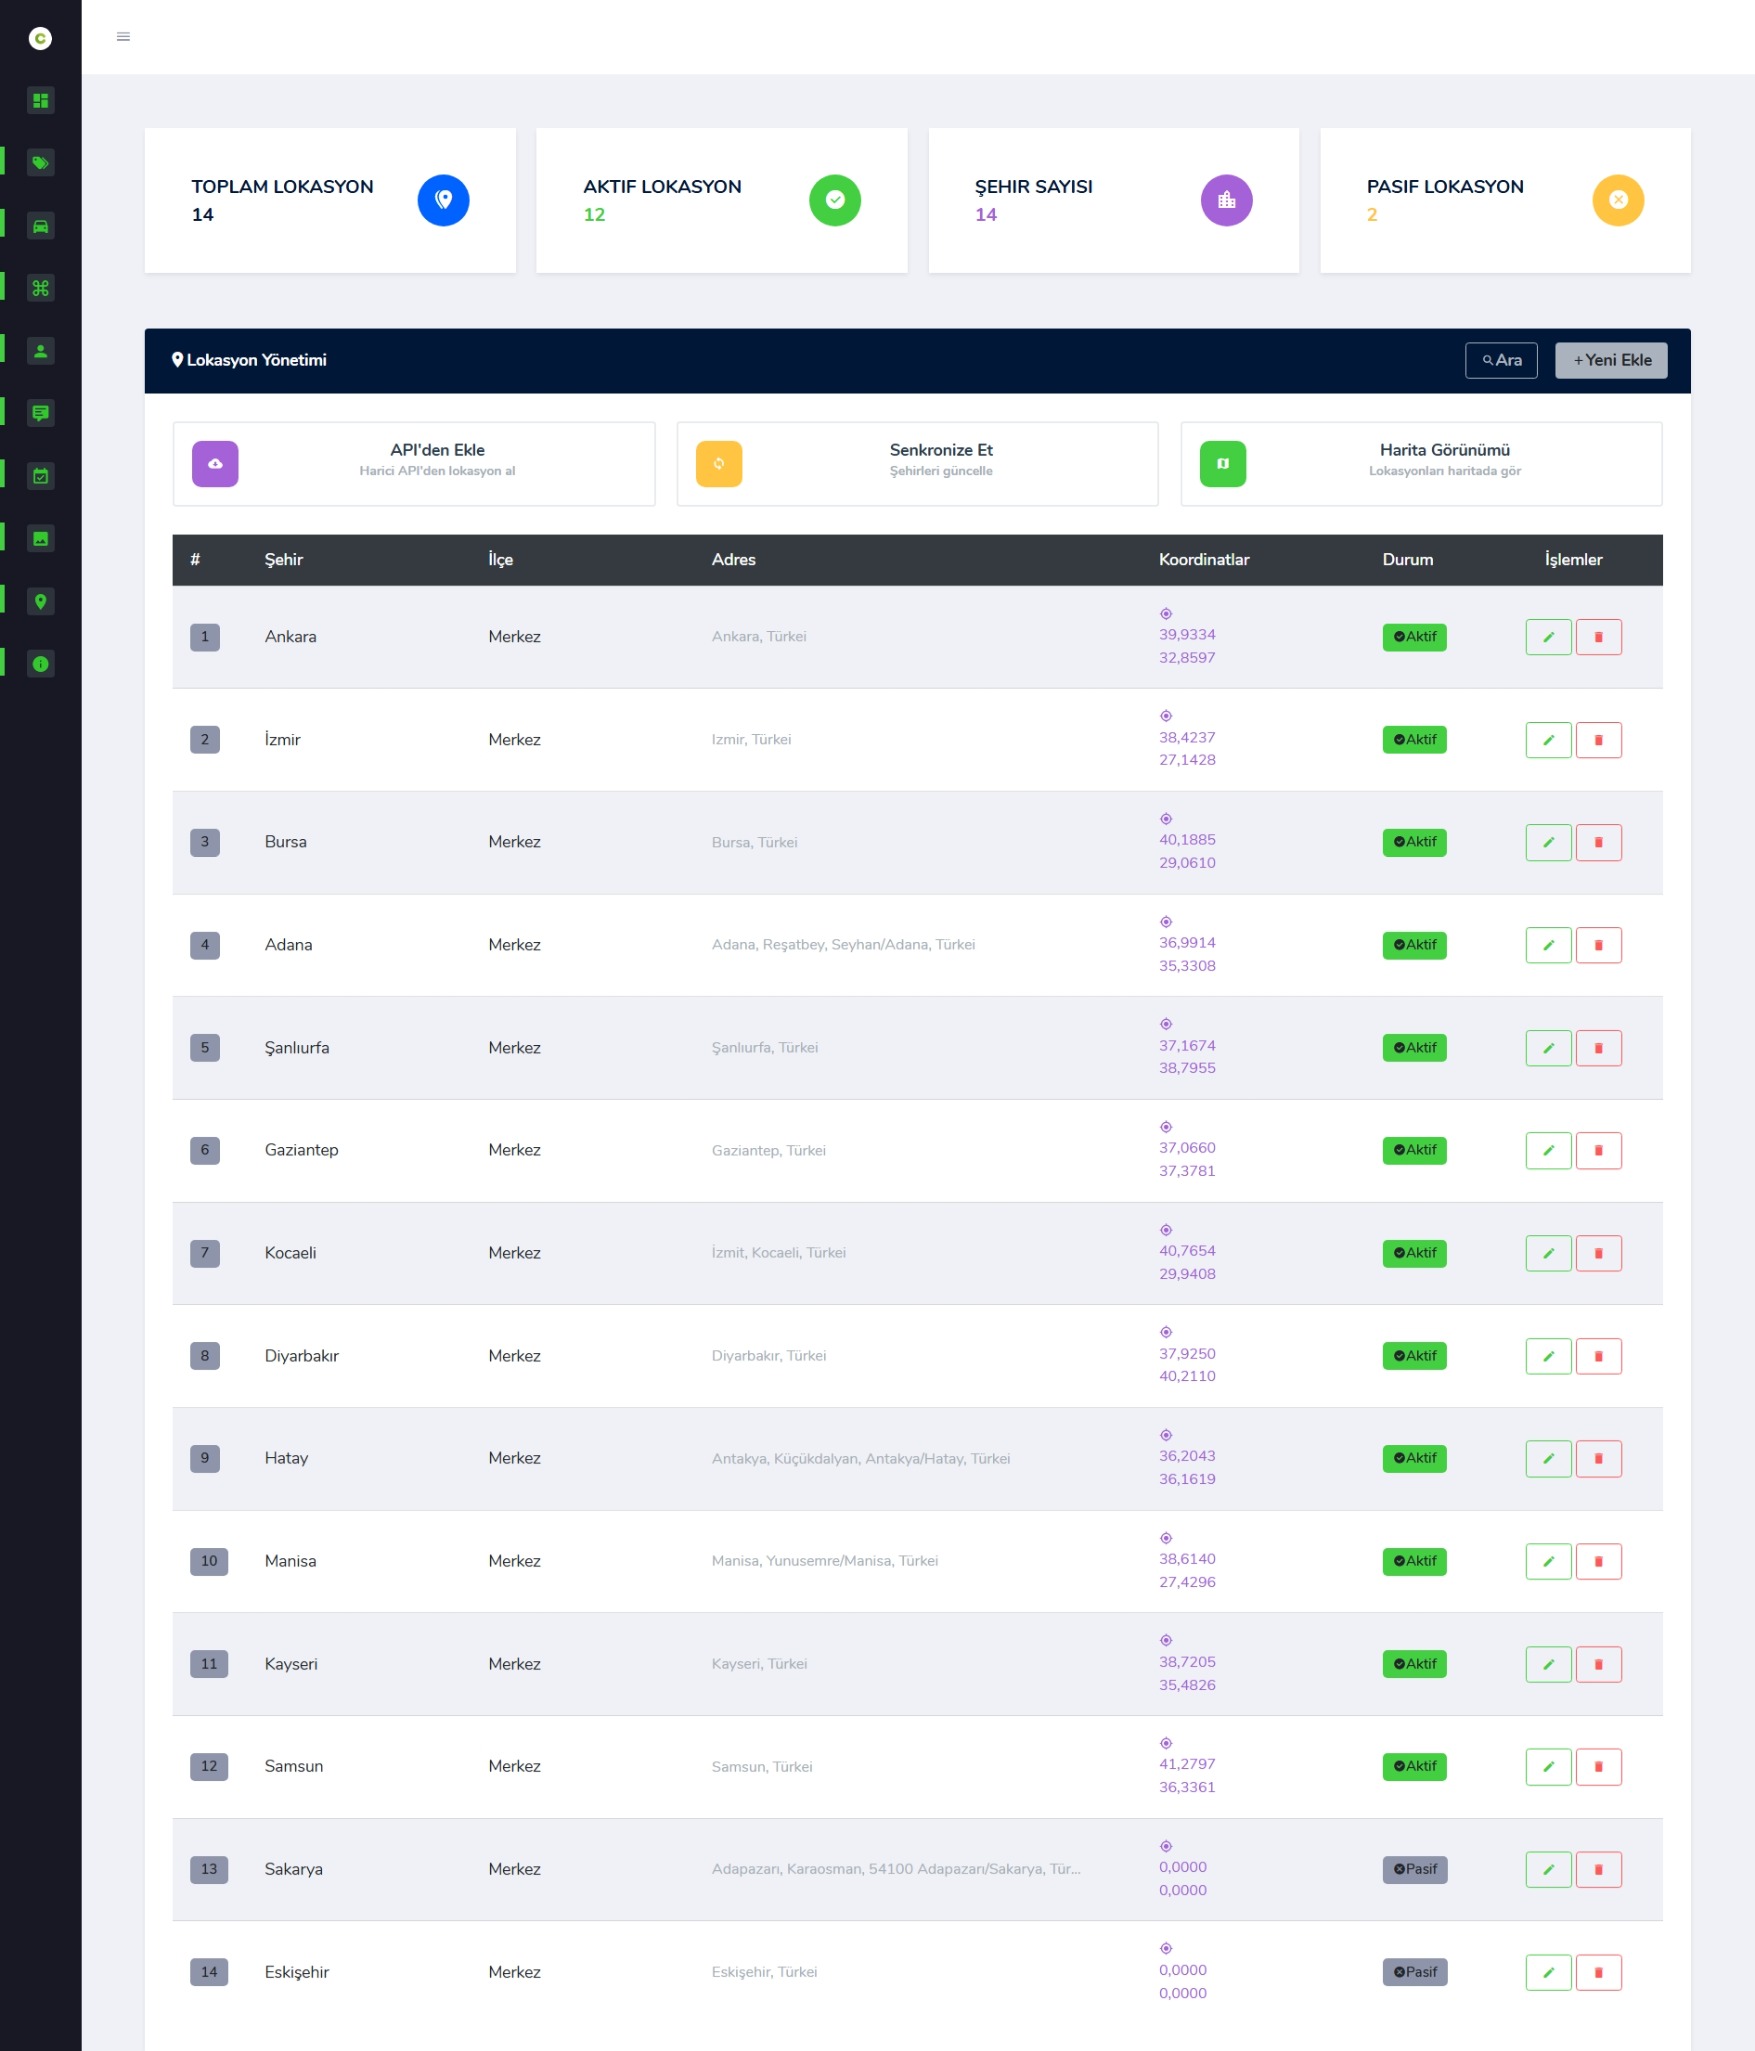 C
TOPLAM LOKASYON
14
AKTIF LOKASYON
12
ŞEHIR SAYISI
14
PASIF LOKASYON
2
Lokasyon Yönetimi
Ara
+Yeni Ekle
API'den Ekle
Harici API'den lokasyon al
Senkronize Et
Şehirleri güncelle
Harita Görünümü
Lokasyonları haritada gör
# Şehir İlçe Adres Koordinatlar Durum İşlemler
1 Ankara Merkez Ankara, Türkei 39,9334 Aktif
32,8597
2 İzmir Merkez Izmir, Türkei 38,4237 Aktif
27,1428
3 Bursa Merkez Bursa, Türkei 40,1885 Aktif
29,0610
4 Adana Merkez Adana, Reşatbey, Seyhan/Adana, Türkei 36,9914 Aktif
35,3308
5 Şanlıurfa Merkez Şanlıurfa, Türkei 37,1674 Aktif
38,7955
6 Gaziantep Merkez Gaziantep, Türkei 37,0660 Aktif
37,3781
7 Kocaeli Merkez İzmit, Kocaeli, Türkei 40,7654 Aktif
29,9408
8 Diyarbakır Merkez Diyarbakır, Türkei 37,9250 Aktif
40,2110
9 Hatay Merkez Antakya, Küçükdalyan, Antakya/Hatay, Türkei 36,2043 Aktif
36,1619
10 Manisa Merkez Manisa, Yunusemre/Manisa, Türkei 38,6140 Aktif
27,4296
11 Kayseri Merkez Kayseri, Türkei 38,7205 Aktif
35,4826
12 Samsun Merkez Samsun, Türkei 41,2797 Aktif
36,3361
13 Sakarya Merkez Adapazarı, Karaosman, 54100 Adapazarı/Sakarya, Tür... 0,0000 Pasif
0,0000
14 Eskişehir Merkez Eskişehir, Türkei 0,0000 Pasif
0,0000